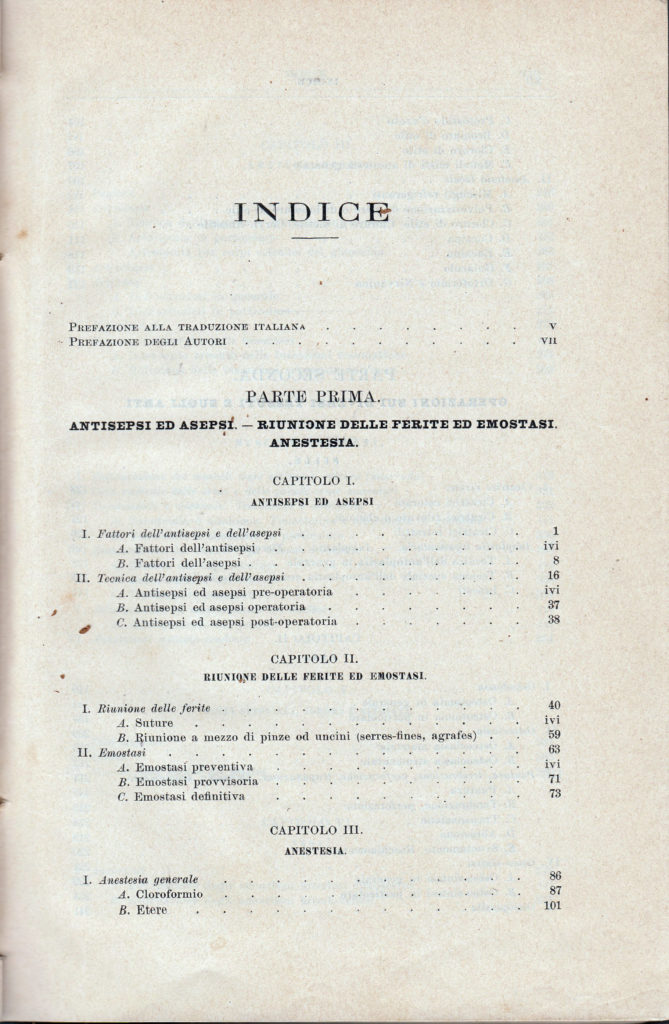 INDICE
PREFAZIONE ALLA TRADUZIONE ITALIANA . . . . . . . . V
PREFAZIONE DEGLI AUTORI . . . . . . . . . . . VII
PARTE PRIMA.
ANTISEPSI ED ASEPSI. — RIUNIONE DELLE FERITE ED EMOSTASI.
ANESTESIA.
CAPITOLO I.
ANTISEPSI ED ASEPSI
I. Fattori dell'antisepsi e dell'asepsi . . . . . . . . 1
A. Fattori dell'antisepsi . . . . . . . . . . ivi
B. Fattori dell'asepsi . . . . . . . . . . . 8
II. Tecnica dell'antisepsi e dell'asepsi . . . . . . . . 16
A. Antisepsi ed asepsi pre-operatoria . . . . . . . ivi
B. Antisepsi ed asepsi operatoria . . . . . . . . 37
C. Antisepsi ed asepsi post-operatoria . . . . . . . 38
CAPITOLO II.
RIUNIONE DELLE FERITE ED EMOSTASI.
I. Riunione delle ferite . . . . . . . . . . . . 40
A. Suture . . . . . . . . . . . . . ivi
B. Riunione a mezzo di pinze od uncini (serres-fines, agrafes) . . 59
II. Emostasi . . . . . . . . . . . . . . 63
A. Emostasi preventiva . . . . . . . . . . ivi
B. Emostasi provvisoria . . . . . . . . . . 71
C. Emostasi definitiva . . . . . . . . . . 73
CAPITOLO III.
ANESTESIA.
I. Anestesia generale . . . . . . . . . . . . 86
A. Cloroformio . . . . . . . . . . . . 87
B. Etere . . . . . . . . . . . . . 101